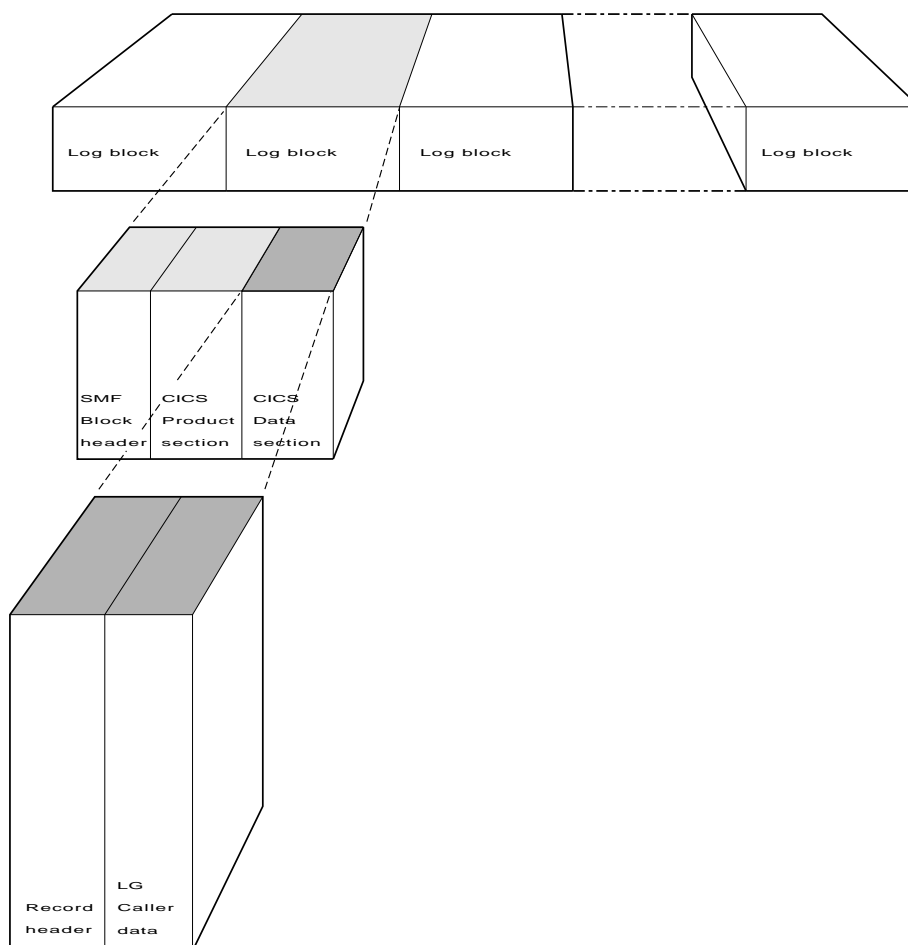 Log block
Log block
Log block
Log block
SMF
Block
header
CICS
Product
section
CICS
Data
section
Record
header
LG
Caller
data